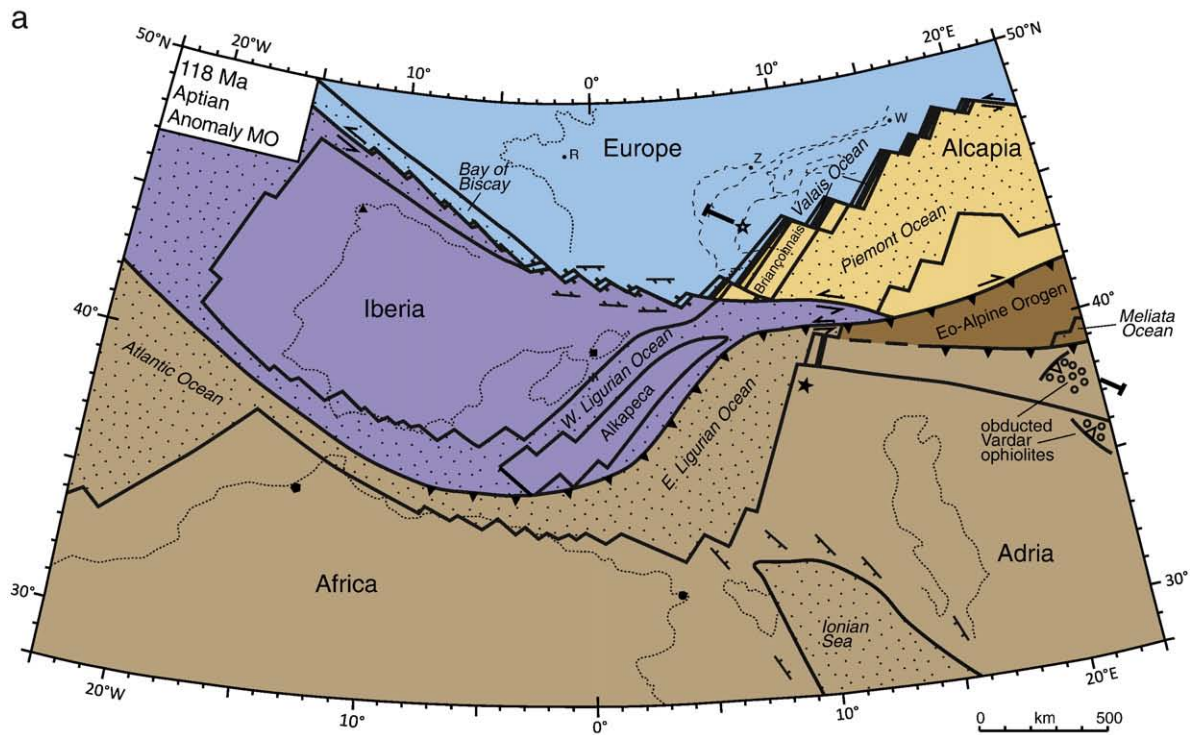 a
50°N
20°W
10°
0°
10°
20°E
50°N
118 Ma
Aptian
Anomaly MO
Bay of
Biscay
R
Europe
Z
W
Valais Ocean
Alcapia
Briançonnais
Piemont Ocean
40°
Iberia
Atlantic Ocean
W. Ligurian Ocean
Alkapeca
E. Ligurian Ocean
Eo-Alpine Orogen
40°
Meliata
Ocean
obducted
Vardar
ophiolites
Africa
Adria
Ionian
Sea
30°
30°
20°W
10°
0°
10°
20°E
0 km 500